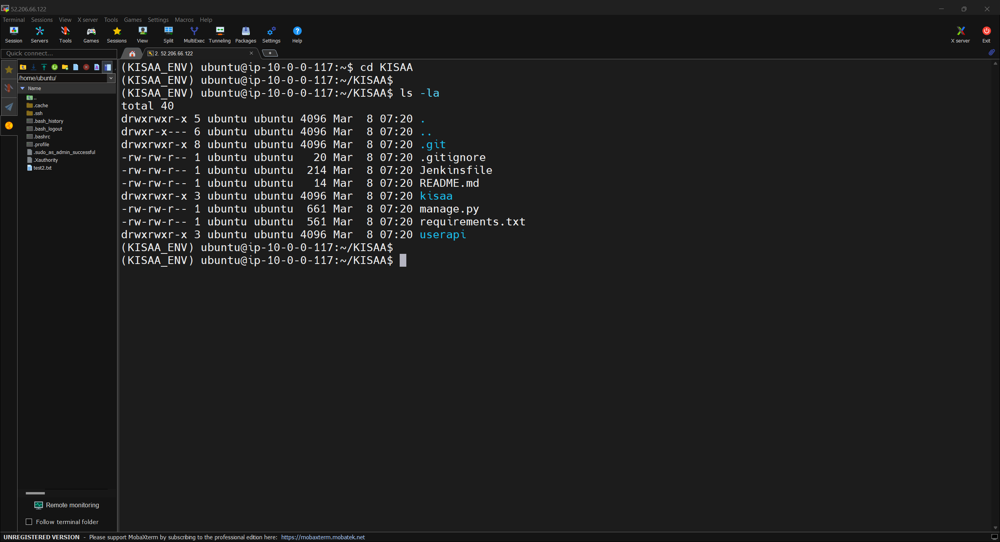 52.206.66.122
Terminal Sessions View X server Tools Games Settings Macros Help
Session Servers Tools Games Sessions View Split MultiExec Tunneling Packages Settings Help X server Exit
Quick connect...
2. 52.206.66.122
/home/ubuntu/
Name
..
.cache
.ssh
.bash_history
.bash_logout
.bashrc
.profile
.sudo_as_admin_successful
.Xauthority
test2.txt
(KISAA_ENV) ubuntu@ip-10-0-0-117:~$ cd KISAA
(KISAA_ENV) ubuntu@ip-10-0-0-117:~/KISAA$
(KISAA_ENV) ubuntu@ip-10-0-0-117:~/KISAA$ ls -la
total 40
drwxrwxr-x 5 ubuntu ubuntu 4096 Mar  8 07:20 .
drwxr-x--- 6 ubuntu ubuntu 4096 Mar  8 07:20 ..
drwxrwxr-x 8 ubuntu ubuntu 4096 Mar  8 07:20 .git
-rw-rw-r-- 1 ubuntu ubuntu   20 Mar  8 07:20 .gitignore
-rw-rw-r-- 1 ubuntu ubuntu  214 Mar  8 07:20 Jenkinsfile
-rw-rw-r-- 1 ubuntu ubuntu   14 Mar  8 07:20 README.md
drwxrwxr-x 3 ubuntu ubuntu 4096 Mar  8 07:20 kisaa
-rw-rw-r-- 1 ubuntu ubuntu  661 Mar  8 07:20 manage.py
-rw-rw-r-- 1 ubuntu ubuntu  561 Mar  8 07:20 requirements.txt
drwxrwxr-x 3 ubuntu ubuntu 4096 Mar  8 07:20 userapi
(KISAA_ENV) ubuntu@ip-10-0-0-117:~/KISAA$
(KISAA_ENV) ubuntu@ip-10-0-0-117:~/KISAA$
Remote monitoring
Follow terminal folder
UNREGISTERED VERSION - Please support MobaXterm by subscribing to the professional edition here: https://mobaxterm.mobatek.net